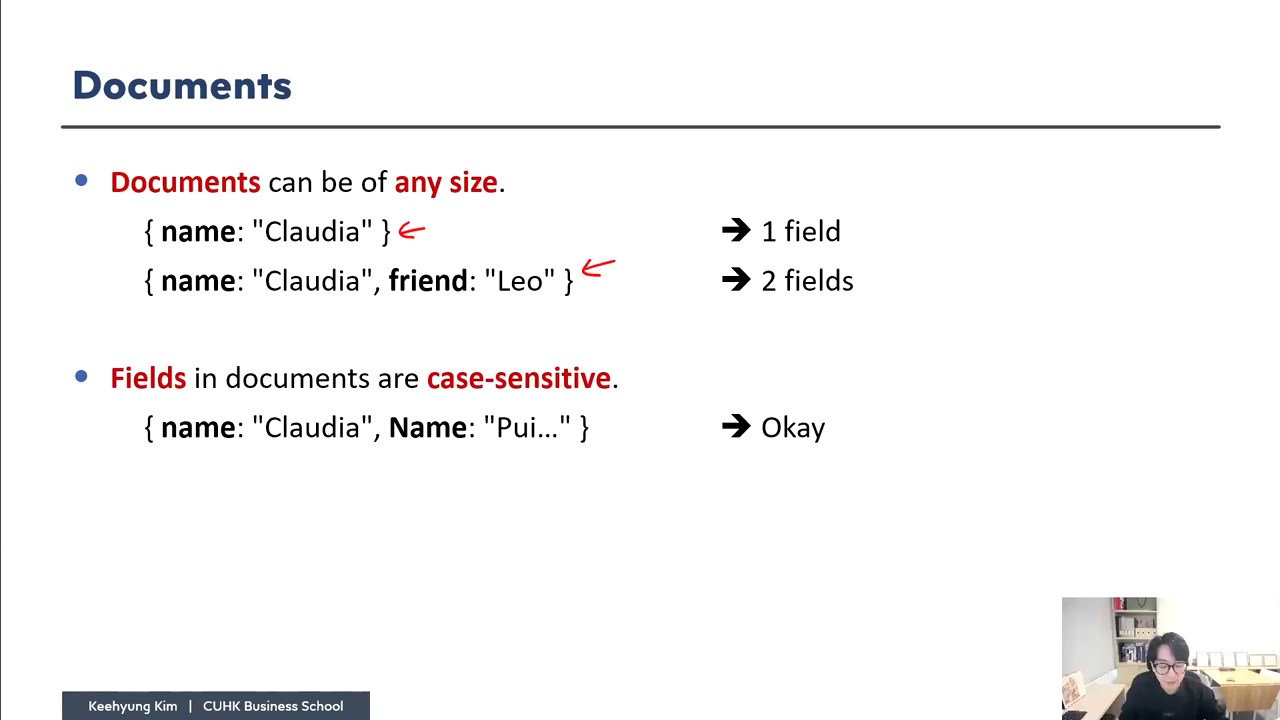 Documents
• Documents can be of any size.
{ name: "Claudia" } ➔ 1 field
{ name: "Claudia", friend: "Leo" } ➔ 2 fields
• Fields in documents are case-sensitive.
{ name: "Claudia", Name: "Pui…" } ➔ Okay
Keehyung Kim | CUHK Business School